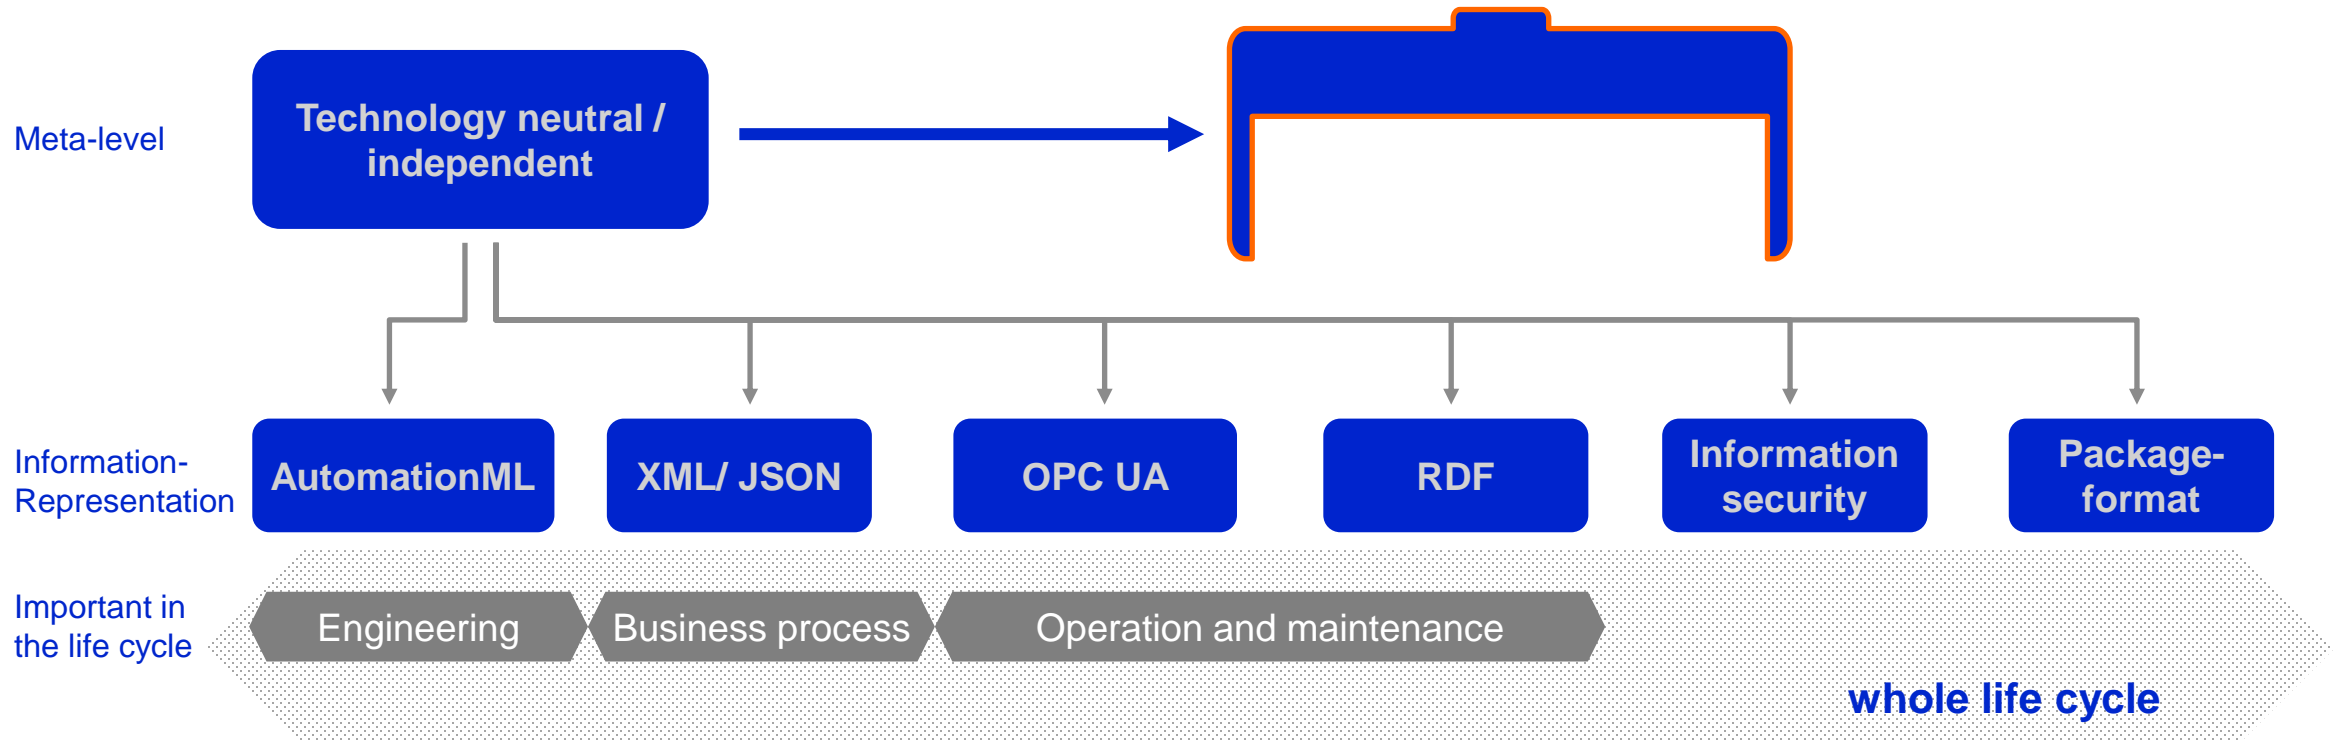 Meta-level
Technology neutral /
independent
Information-
Representation
AutomationML
XML/ JSON
OPC UA
RDF
Information
security
Package-
format
Important in
the life cycle
Engineering
Business process
Operation and maintenance
whole life cycle